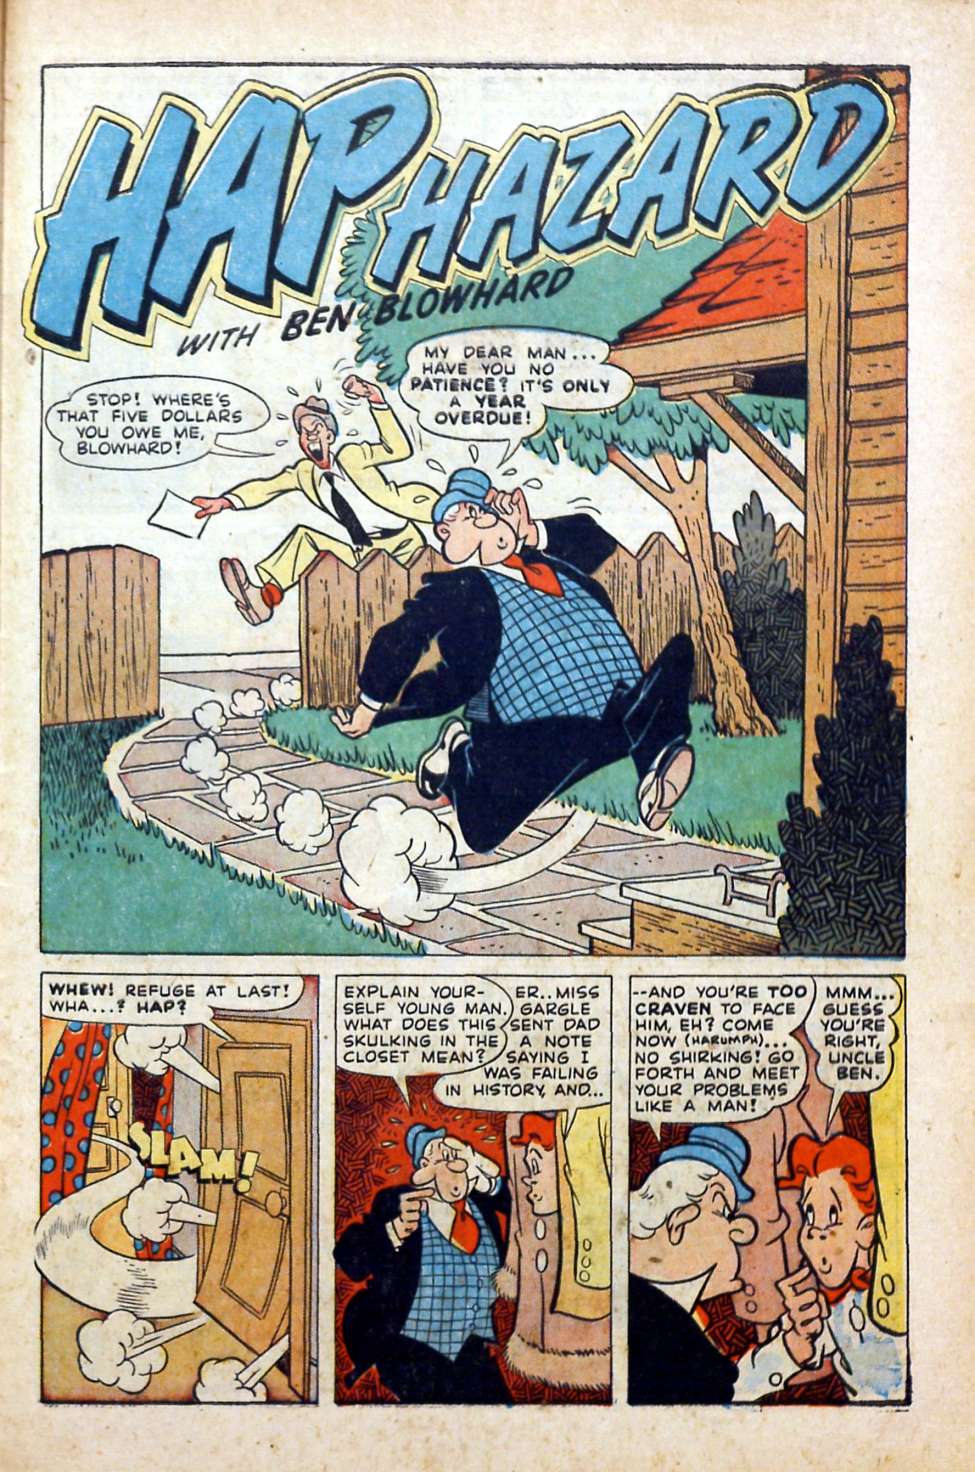 HAP HAZARD
WITH BEN BLOWHARD
STOP! WHERE'S
THAT FIVE DOLLARS
YOU OWE ME,
BLOWHARD!
MY DEAR MAN...
HAVE YOU NO
PATIENCE? IT'S ONLY
A YEAR
OVERDUE!
WHEW! REFUGE AT LAST!
WHA...? HAP?
SLAM!
EXPLAIN YOUR-
SELF YOUNG MAN.
WHAT DOES THIS
SKULKING IN THE
CLOSET MEAN?
ER.. MISS
GARGLE
SENT DAD
A NOTE
SAYING I
WAS FAILING
IN HISTORY, AND...
--AND YOU'RE TOO
CRAVEN TO FACE
HIM, EH? COME
NOW (HARUMPH)...
NO SHIRKING! GO
FORTH AND MEET
YOUR PROBLEMS
LIKE A MAN!
MMM...
GUESS
YOU'RE
RIGHT,
UNCLE
BEN.